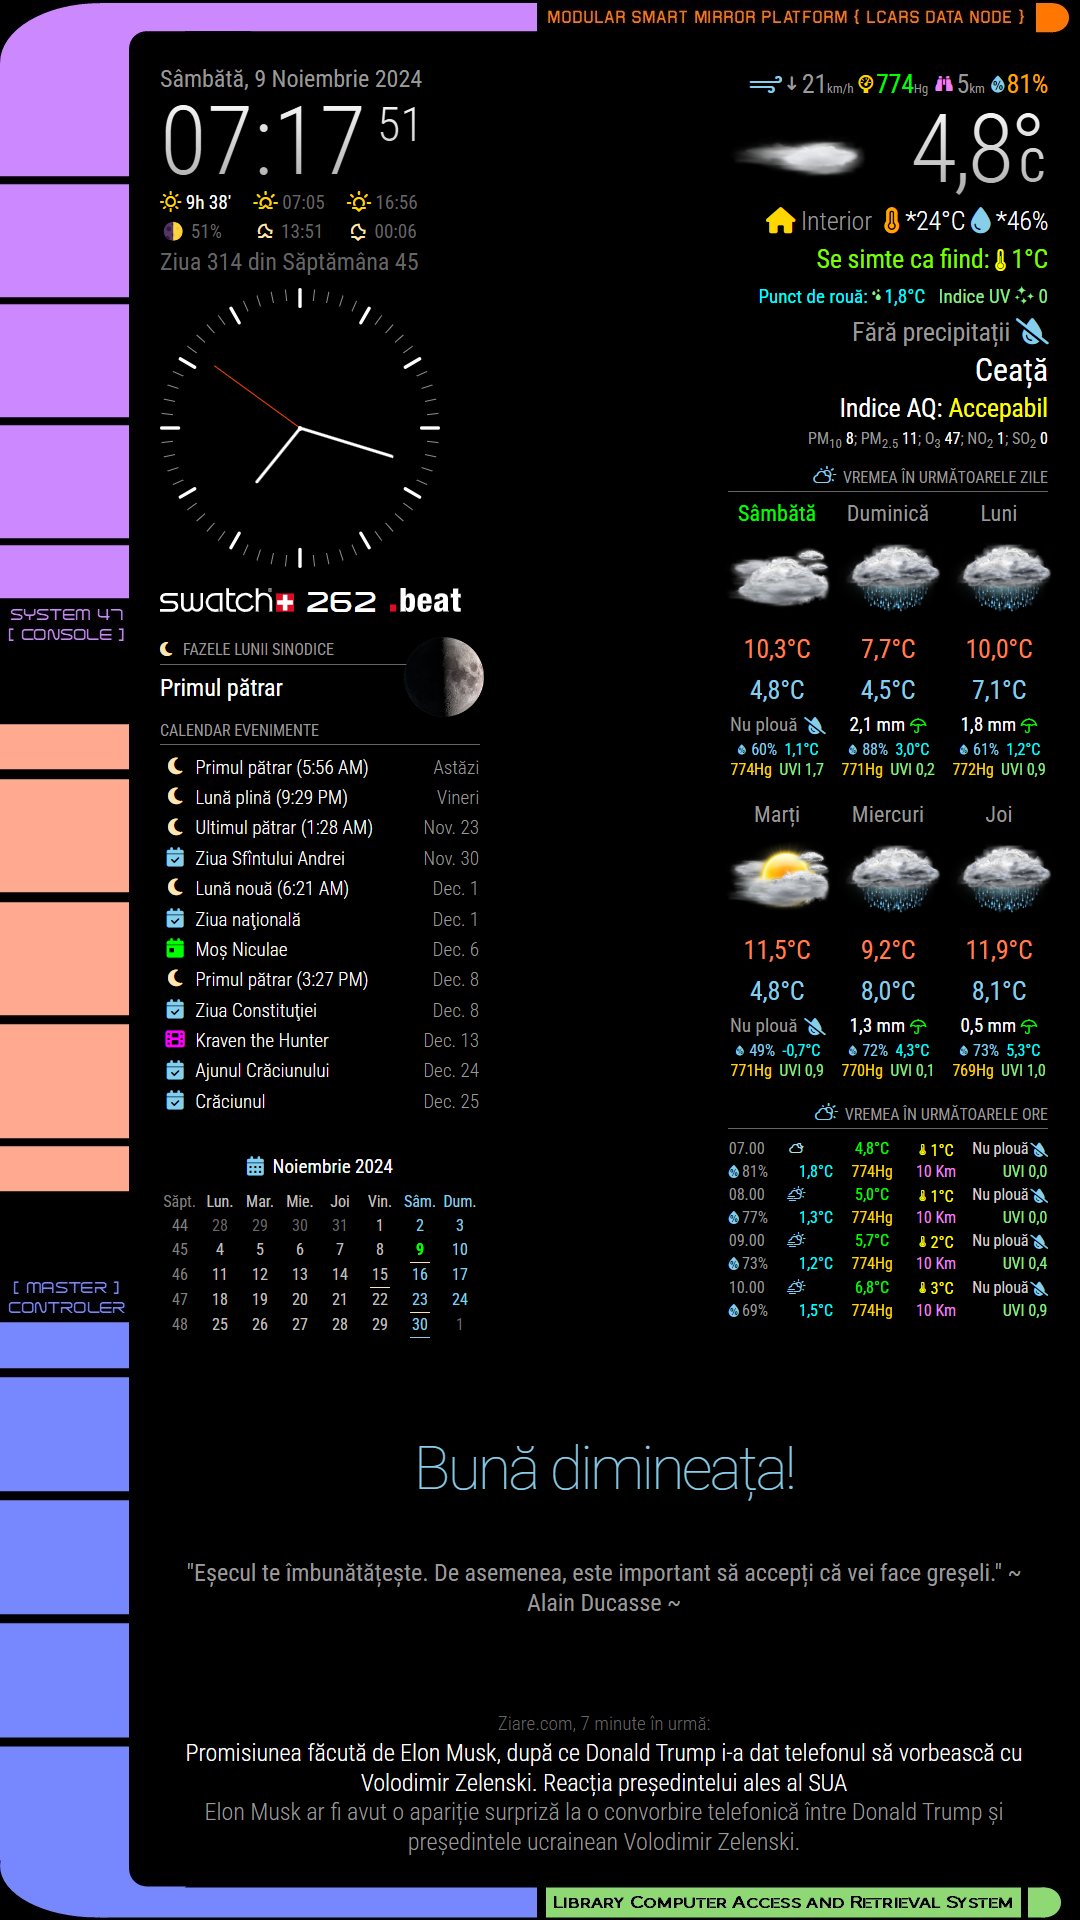 MODULAR SMART MIRROR PLATFORM { LCARS DATA NODE }
Sâmbătă, 9 Noiembrie 2024
07:17 51
9h 38' 07:05 16:56
51% 13:51 00:06
Ziua 314 din Săptămâna 45
swatch 262 .beat
FAZELE LUNII SINODICE
Primul pătrar
CALENDAR EVENIMENTE
Primul pătrar (5:56 AM) Astăzi
Lună plină (9:29 PM) Vineri
Ultimul pătrar (1:28 AM) Nov. 23
Ziua Sfîntului Andrei Nov. 30
Lună nouă (6:21 AM) Dec. 1
Ziua naţională Dec. 1
Moș Niculae Dec. 6
Primul pătrar (3:27 PM) Dec. 8
Ziua Constituţiei Dec. 8
Kraven the Hunter Dec. 13
Ajunul Crăciunului Dec. 24
Crăciunul Dec. 25
Noiembrie 2024
Săpt. Lun. Mar. Mie. Joi Vin. Sâm. Dum.
44 28 29 30 31 1 2 3
45 4 5 6 7 8 9 10
46 11 12 13 14 15 16 17
47 18 19 20 21 22 23 24
48 25 26 27 28 29 30 1
21km/h 774Hg 5km 81%
4,8°C
Interior *24°C *46%
Se simte ca fiind: 1°C
Punct de rouă: 1,8°C Indice UV 0
Fără precipitații
Ceață
Indice AQ: Accepabil
PM10 8; PM2.5 11; O3 47; NO2 1; SO2 0
VREMEA ÎN URMĂTOARELE ZILE
Sâmbătă Duminică Luni
10,3°C 7,7°C 10,0°C
4,8°C 4,5°C 7,1°C
Nu plouă 2,1 mm 1,8 mm
60% 1,1°C 88% 3,0°C 61% 1,2°C
774Hg UVI 1,7 771Hg UVI 0,2 772Hg UVI 0,9
Marți Miercuri Joi
11,5°C 9,2°C 11,9°C
4,8°C 8,0°C 8,1°C
Nu plouă 1,3 mm 0,5 mm
49% -0,7°C 72% 4,3°C 73% 5,3°C
771Hg UVI 0,9 770Hg UVI 0,1 769Hg UVI 1,0
VREMEA ÎN URMĂTOARELE ORE
07.00 4,8°C 1°C Nu plouă
81% 1,8°C 774Hg 10 Km UVI 0,0
08.00 5,0°C 1°C Nu plouă
77% 1,3°C 774Hg 10 Km UVI 0,0
09.00 5,7°C 2°C Nu plouă
73% 1,2°C 774Hg 10 Km UVI 0,4
10.00 6,8°C 3°C Nu plouă
69% 1,5°C 774Hg 10 Km UVI 0,9
SYSTEM 47
[ CONSOLE ]
[ MASTER ]
CONTROLER
Bună dimineața!
"Eșecul te îmbunătățește. De asemenea, este important să accepți că vei face greșeli." ~
Alain Ducasse ~
Ziare.com, 7 minute în urmă:
Promisiunea făcută de Elon Musk, după ce Donald Trump i-a dat telefonul să vorbească cu
Volodimir Zelenski. Reacția președintelui ales al SUA
Elon Musk ar fi avut o apariție surpriză la o convorbire telefonică între Donald Trump și
președintele ucrainean Volodimir Zelenski.
LIBRARY COMPUTER ACCESS AND RETRIEVAL SYSTEM